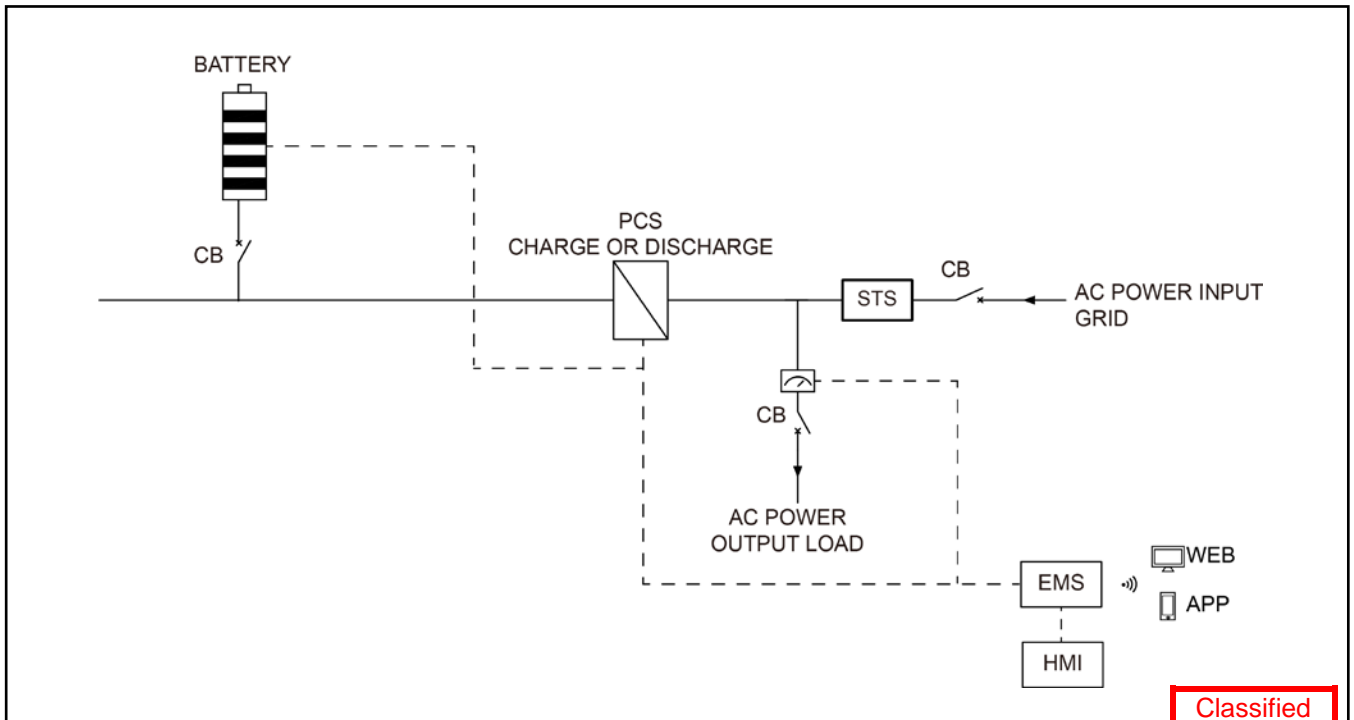 BATTERY
CB
PCS
CHARGE OR DISCHARGE
STS
CB
AC POWER INPUT
GRID
CB
AC POWER
OUTPUT LOAD
EMS
WEB
APP
HMI
Classified